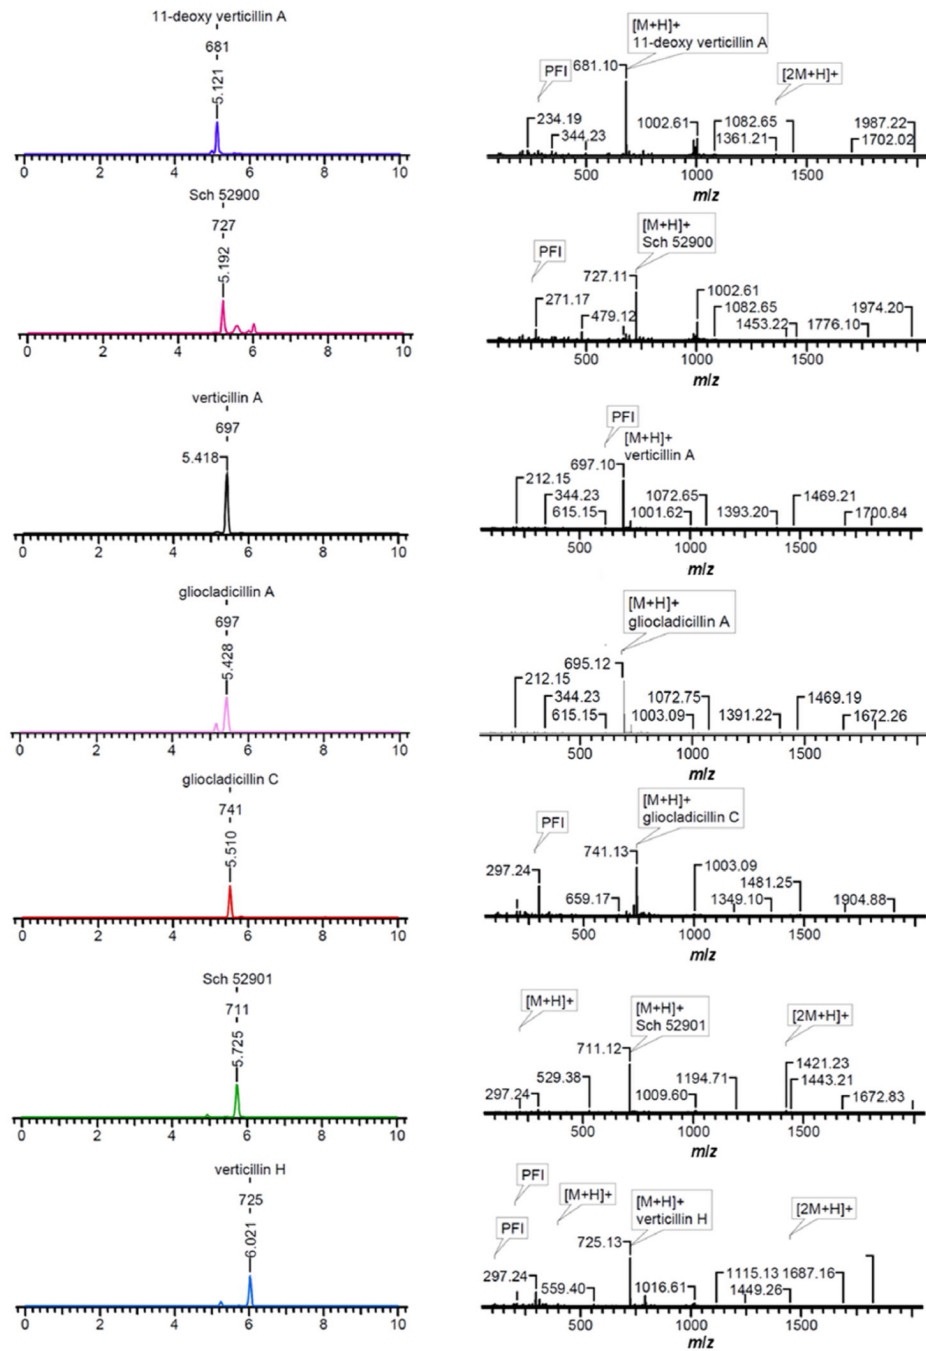 11-deoxy verticillin A
681
5.121
0 2 4 6 8 10
[M+H]+
11-deoxy verticillin A
PFI
681.10
[2M+H]+
234.19
344.23
1002.61
1082.65
1361.21
1987.22
1702.02
500 1000 1500
m/z
Sch 52900
727
5.192
0 2 4 6 8 10
[M+H]+
Sch 52900
PFI
727.11
271.17
479.12
1002.61
1082.65
1453.22
1776.10
1974.20
500 1000 1500
m/z
verticillin A
697
5.418
0 2 4 6 8 10
PFI
[M+H]+
verticillin A
697.10
212.15
344.23
615.15
1072.65
1001.62
1393.20
1469.21
1700.84
500 1000 1500
m/z
gliocladicillin A
697
5.428
0 2 4 6 8 10
[M+H]+
gliocladicillin A
695.12
212.15
344.23
615.15
1072.75
1003.09
1391.22
1469.19
1672.26
500 1000 1500
m/z
gliocladicillin C
741
5.510
0 2 4 6 8 10
[M+H]+
gliocladicillin C
PFI
741.13
297.24
659.17
1003.09
1481.25
1349.10
1904.88
500 1000 1500
m/z
Sch 52901
711
5.725
0 2 4 6 8 10
[M+H]+
[M+H]+
Sch 52901
[2M+H]+
711.12
297.24
529.38
1009.60
1194.71
1421.23
1443.21
1672.83
500 1000 1500
m/z
verticillin H
725
6.021
0 2 4 6 8 10
PFI
[M+H]+
PFI
[M+H]+
verticillin H
[2M+H]+
725.13
297.24
559.40
1016.61
1115.13
1687.16
1449.26
500 1000 1500
m/z